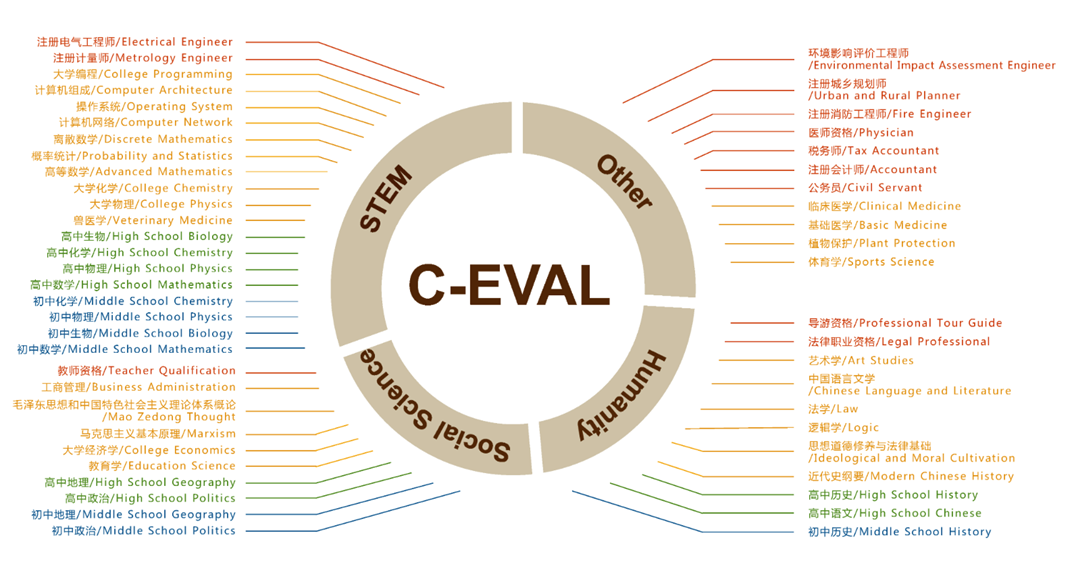 注册电气工程师/Electrical Engineer
注册计量师/Metrology Engineer
大学编程/College Programming
计算机组成/Computer Architecture
操作系统/Operating System
计算机网络/Computer Network
离散数学/Discrete Mathematics
概率统计/Probability and Statistics
高等数学/Advanced Mathematics
大学化学/College Chemistry
大学物理/College Physics
兽医学/Veterinary Medicine
高中生物/High School Biology
高中化学/High School Chemistry
高中物理/High School Physics
高中数学/High School Mathematics
初中化学/Middle School Chemistry
初中物理/Middle School Physics
初中生物/Middle School Biology
初中数学/Middle School Mathematics
教师资格/Teacher Qualification
工商管理/Business Administration
毛泽东思想和中国特色社会主义理论体系概论
/Mao Zedong Thought
马克思主义基本原理/Marxism
大学经济学/College Economics
教育学/Education Science
高中地理/High School Geography
高中政治/High School Politics
初中地理/Middle School Geography
初中政治/Middle School Politics
STEM
Other
C-EVAL
Social Science
Humanity
环境影响评价工程师
/Environmental Impact Assessment Engineer
注册城乡规划师
/Urban and Rural Planner
注册消防工程师/Fire Engineer
医师资格/Physician
税务师/Tax Accountant
注册会计师/Accountant
公务员/Civil Servant
临床医学/Clinical Medicine
基础医学/Basic Medicine
植物保护/Plant Protection
体育学/Sports Science
导游资格/Professional Tour Guide
法律职业资格/Legal Professional
艺术学/Art Studies
中国语言文学
/Chinese Language and Literature
法学/Law
逻辑学/Logic
思想道德修养与法律基础
/Ideological and Moral Cultivation
近代史纲要/Modern Chinese History
高中历史/High School History
高中语文/High School Chinese
初中历史/Middle School History